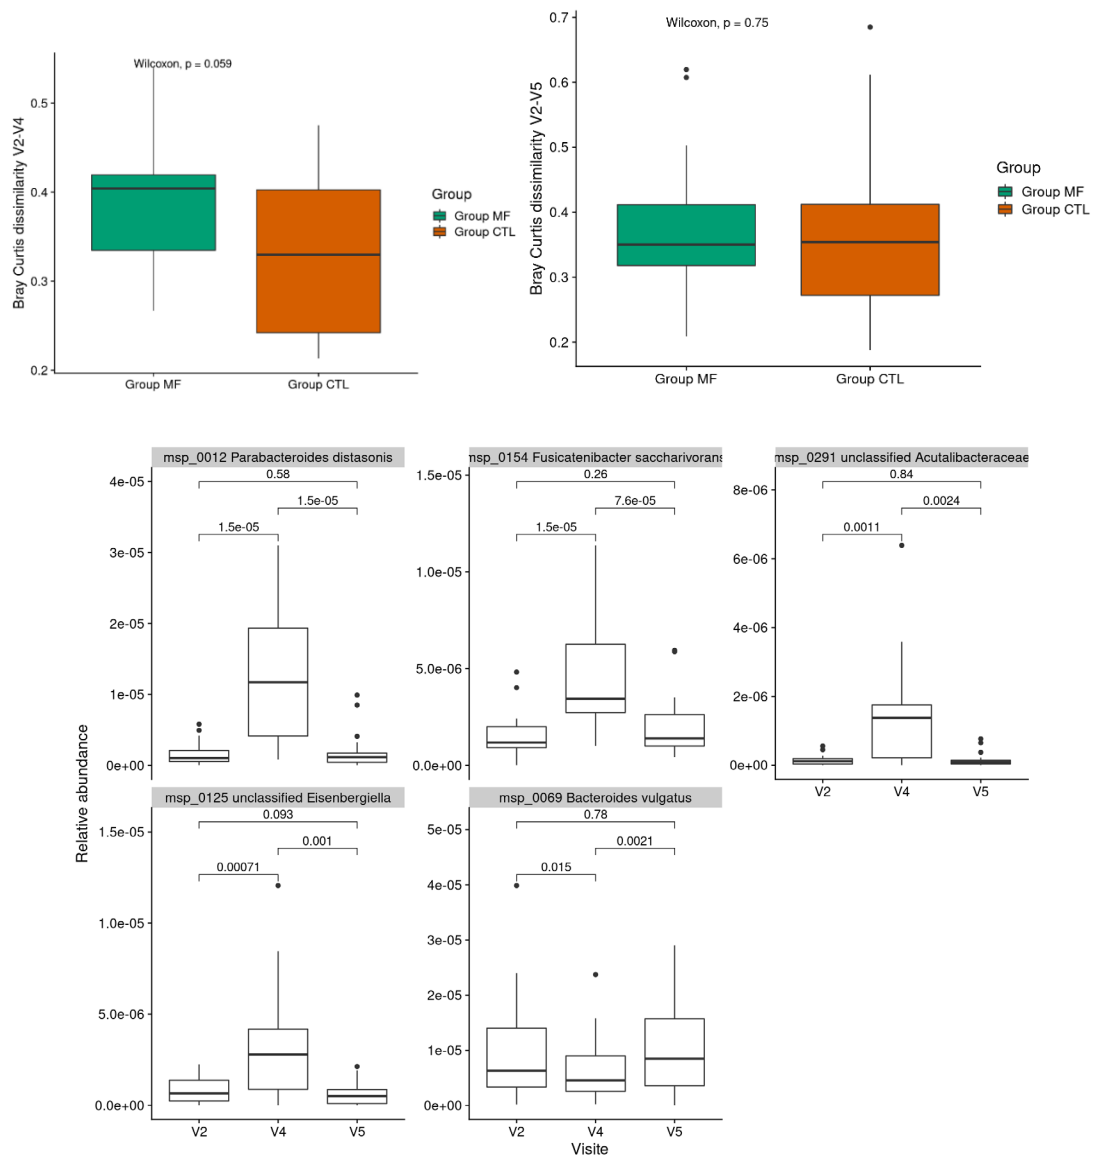 Wilcoxon, p = 0.059
Bray Curtis dissimilarity V2-V4
0.5
0.4
0.3
0.2
Group MF
Group CTL
Group
Group MF
Group CTL
Wilcoxon, p = 0.75
Bray Curtis dissimilarity V2-V5
0.7
0.6
0.5
0.4
0.3
0.2
Group MF
Group CTL
Group
Group MF
Group CTL
Relative abundance
msp_0012 Parabacteroides distasonis
4e-05
3e-05
2e-05
1e-05
0e+00
0.58
1.5e-05
1.5e-05
msp_0154 Fusicatenibacter saccharivorans
1.5e-05
1.0e-05
5.0e-06
0.0e+00
0.26
7.6e-05
1.5e-05
msp_0291 unclassified Acutalibacteraceae
8e-06
6e-06
4e-06
2e-06
0e+00
0.84
0.0024
0.0011
V2
V4
V5
msp_0125 unclassified Eisenbergiella
1.5e-05
1.0e-05
5.0e-06
0.0e+00
0.093
0.001
0.00071
V2
V4
V5
msp_0069 Bacteroides vulgatus
5e-05
4e-05
3e-05
2e-05
1e-05
0e+00
0.78
0.0021
0.015
V2
V4
V5
Visite